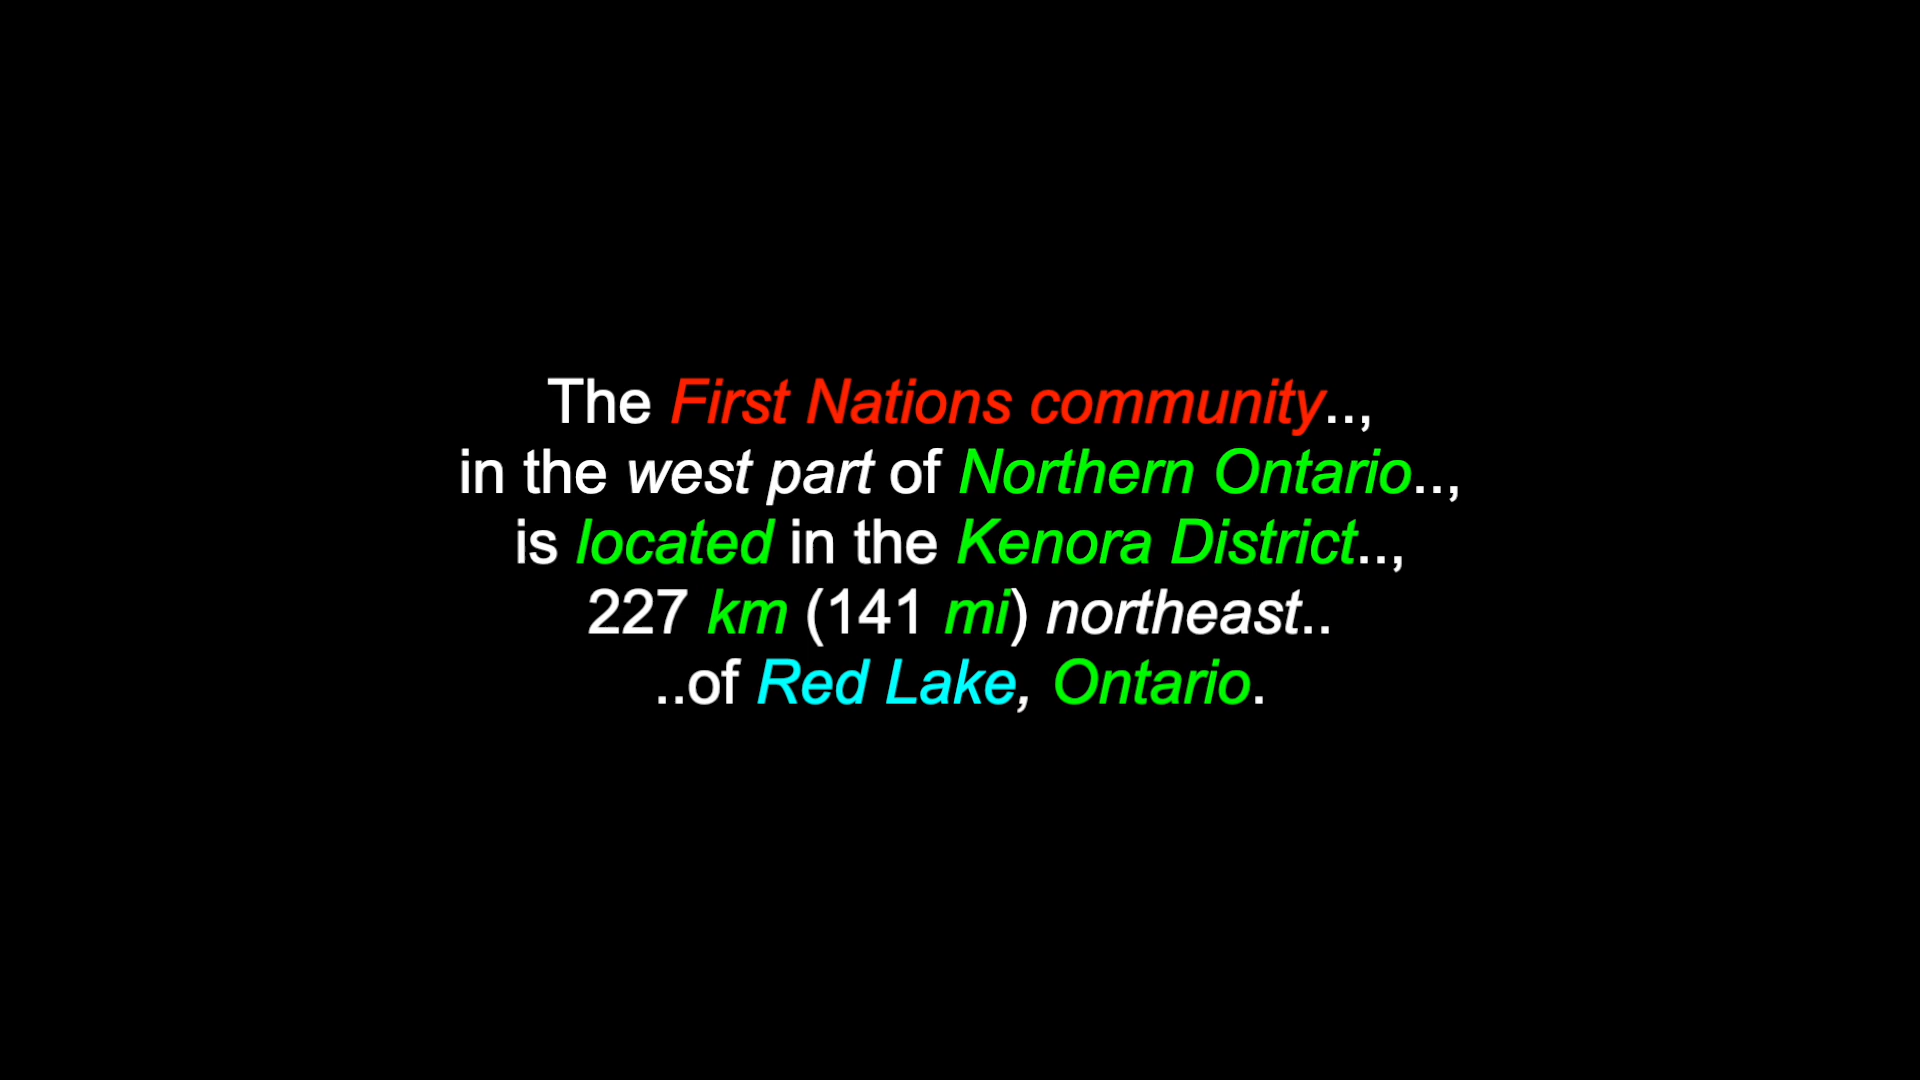 The First Nations community..,
in the west part of Northern Ontario..,
is located in the Kenora District..,
227 km (141 mi) northeast..
..of Red Lake, Ontario.